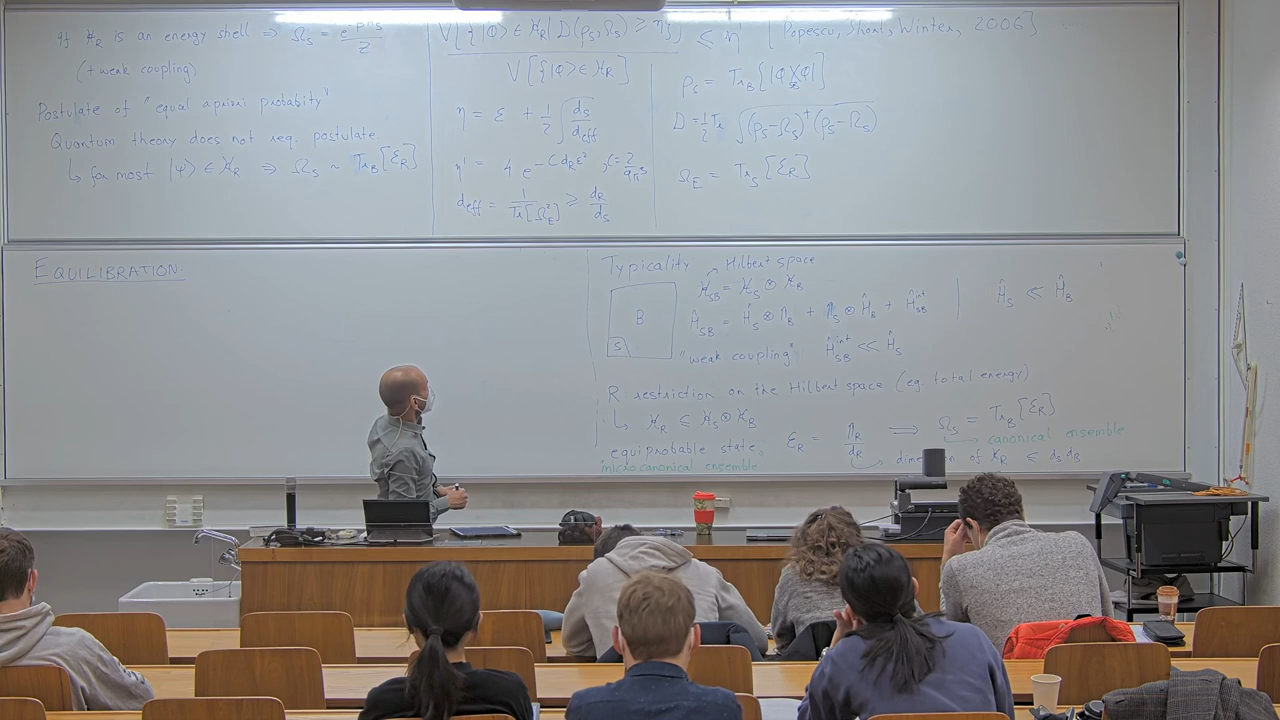 If ℋ_R is an energy shell ⇒ Ω_S = e^{-βH_S}/Z
(+ weak coupling)
Postulate of "equal apriori probabity"
Quantum theory does not req. postulate
↳ for most |ψ> ∈ ℋ_R ⇒ Ω_S ~ Tr_B[ℰ_R]
V[{|Φ> ∈ ℋ_R | D(ρ_S, Ω_S) ≥ η}] / V[{|Φ> ∈ ℋ_R}] ≤ η' [Popescu, Short, Winter, 2006]
η = ε + 1/2 √(d_S/d_eff)
η' = 4 e^{-C d_R ε²}
d_eff = 1/Tr[Ω_E²] ≥ d_R/d_S
ρ_S = Tr_B[|Φ><Φ|]
D = 1/2 Tr √((ρ_S-Ω_S)^†(ρ_S-Ω_S))
Ω_E = Tr_S[ℰ_R]
EQUILIBRATION:
Typicality
Hilbert space
ℋ_SB = ℋ_S ⊗ ℋ_B
B
S
Ĥ_SB = Ĥ_S ⊗ 𝟙_B + 𝟙_S ⊗ Ĥ_B + Ĥ_SB^int | Ĥ_S ≪ Ĥ_B
"weak coupling" Ĥ_SB^int ≪ Ĥ_S
R restriction on the Hilbert space (eg. total energy)
↳ ℋ_R ⊆ ℋ_S ⊗ ℋ_B
equiprobable state: ℰ_R = 𝟙_R/d_R ⇒ Ω_S = Tr_B[ℰ_R]
canonical ensemble
microcanonical ensemble
dimension of ℋ_R ≤ d_S d_B